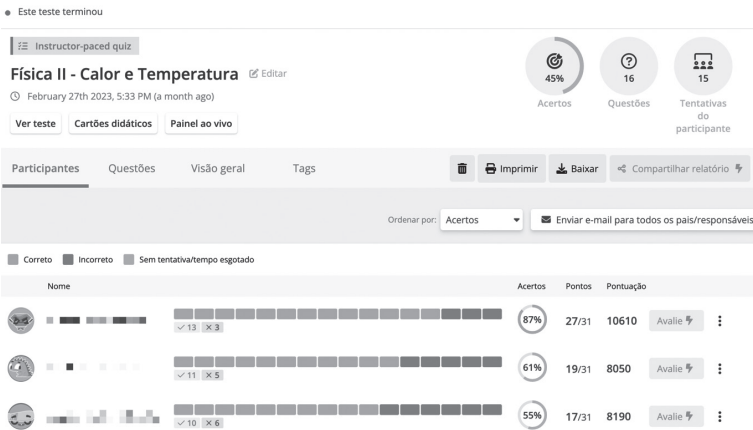 Este teste terminou
Instructor-paced quiz
Física II - Calor e Temperatura Editar
February 27th 2023, 5:33 PM (a month ago)
Ver teste Cartões didáticos Painel ao vivo
45% 16 15
Acertos Questões Tentativas
do
participante
Participantes Questões Visão geral Tags Imprimir Baixar Compartilhar relatório
Ordenar por: Acertos Enviar e-mail para todos os pais/responsáveis
Correto Incorreto Sem tentativa/tempo esgotado
Nome Acertos Pontos Pontuação
87% 27/31 10610 Avalie
✓ 13 ✕ 3
61% 19/31 8050 Avalie
✓ 11 ✕ 5
55% 17/31 8190 Avalie
✓ 10 ✕ 6